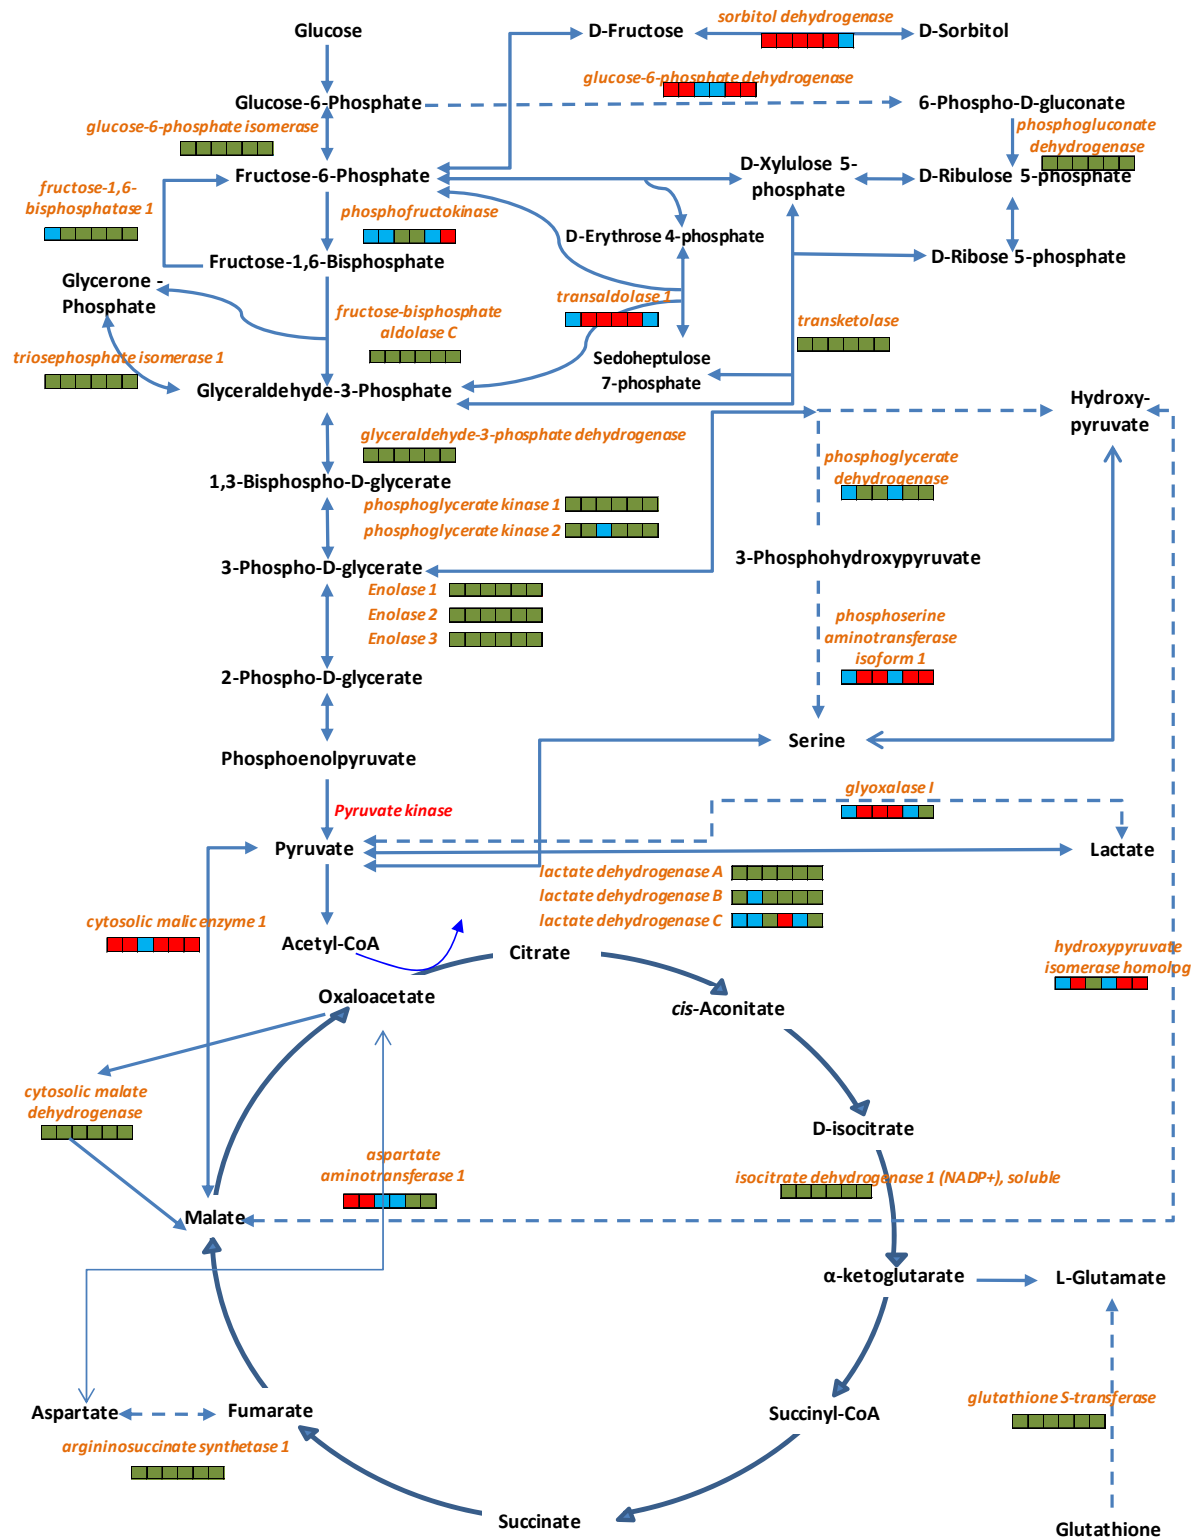 sorbitol dehydrogenase
Glucose
D-Fructose
D-Sorbitol
glucose-6-phosphate dehydrogenase
Glucose-6-Phosphate
6-Phospho-D-gluconate
glucose-6-phosphate isomerase
phosphogluconate
dehydrogenase
fructose-1,6-
bisphosphatase 1
Fructose-6-Phosphate
D-Xylulose 5-
phosphate
D-Ribulose 5-phosphate
phosphofructokinase
D-Erythrose 4-phosphate
Fructose-1,6-Bisphosphate
D-Ribose 5-phosphate
Glycerone -
Phosphate
fructose-bisphosphate
aldolase C
transaldolase 1
transketolase
triosephosphate isomerase 1
Sedoheptulose
7-phosphate
Glyceraldehyde-3-Phosphate
Hydroxy-
pyruvate
glyceraldehyde-3-phosphate dehydrogenase
phosphoglycerate
dehydrogenase
1,3-Bisphospho-D-glycerate
phosphoglycerate kinase 1
phosphoglycerate kinase 2
3-Phosphohydroxypyruvate
3-Phospho-D-glycerate
Enolase 1
Enolase 2
Enolase 3
phosphoserine
aminotransferase
isoform 1
2-Phospho-D-glycerate
Serine
Phosphoenolpyruvate
glyoxalase I
Pyruvate kinase
Pyruvate
Lactate
lactate dehydrogenase A
lactate dehydrogenase B
lactate dehydrogenase C
cytosolic malic enzyme 1
Acetyl-CoA
Citrate
hydroxypyruvate
isomerase homolog
Oxaloacetate
cis-Aconitate
cytosolic malate
dehydrogenase
D-isocitrate
aspartate
aminotransferase 1
isocitrate dehydrogenase 1 (NADP+), soluble
Malate
α-ketoglutarate
L-Glutamate
glutathione S-transferase
Aspartate
Fumarate
Succinyl-CoA
argininosuccinate synthetase 1
Succinate
Glutathione